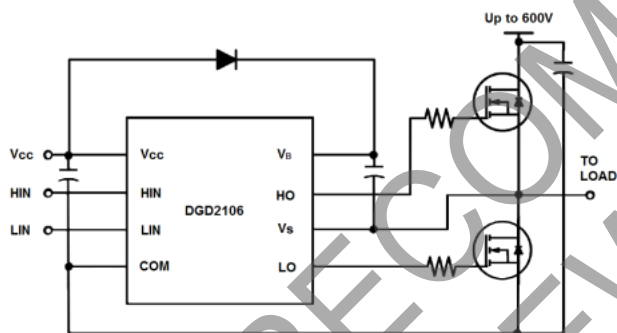 Up to 600V
Vcc
Vcc
VB
HIN
HIN
HO
TO
LOAD
DGD2106
LIN
LIN
Vs
COM
LO